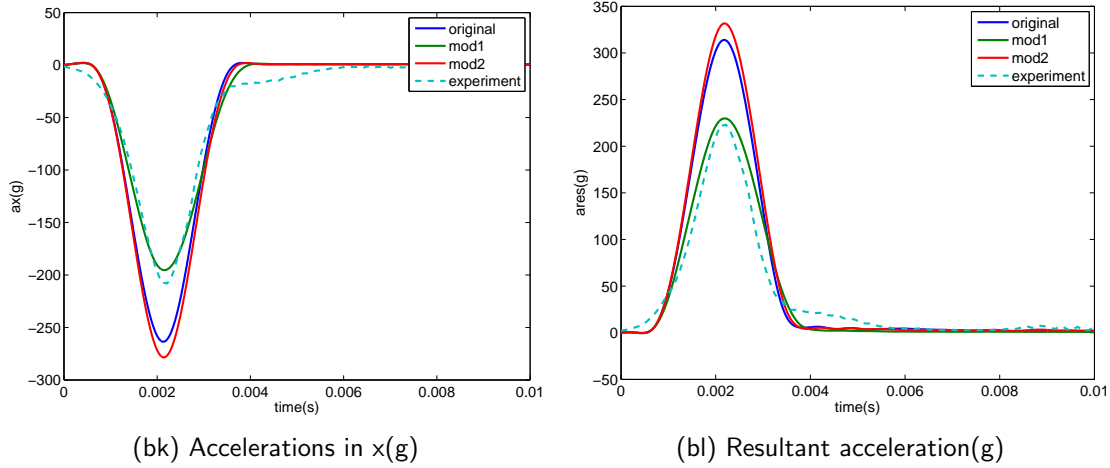 50
0
−50
−100
−150
−200
−250
−300
ax(g)
0
0.002
0.004
0.006
0.008
0.01
time(s)
original
mod1
mod2
experiment
(bk) Accelerations in x(g)
350
300
250
200
150
100
50
0
−50
ares(g)
0
0.002
0.004
0.006
0.008
0.01
time(s)
original
mod1
mod2
experiment
(bl) Resultant acceleration(g)